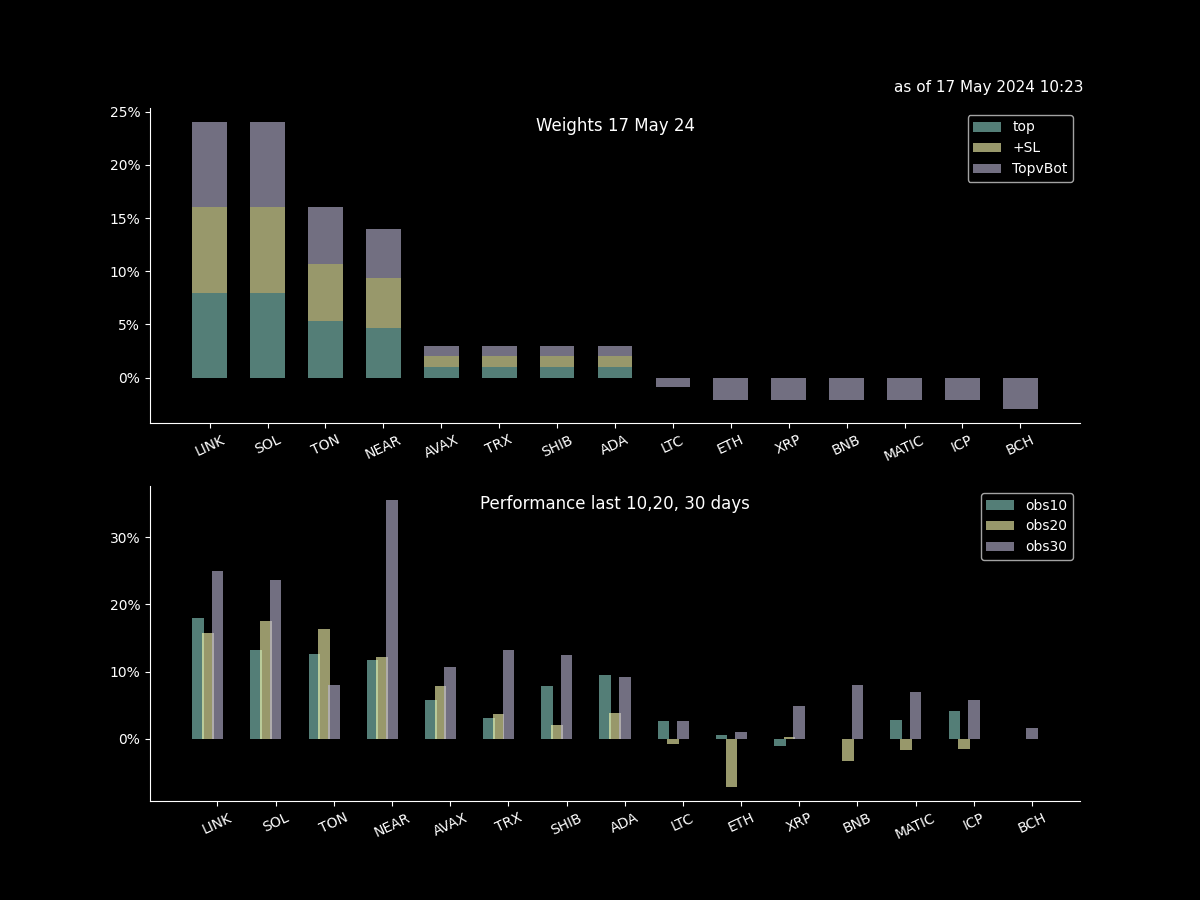 as of 17 May 2024 10:23
Weights 17 May 24
top
+SL
TopvBot
25%
20%
15%
10%
5%
0%
LINK SOL TON NEAR AVAX TRX SHIB ADA LTC ETH XRP BNB MATIC ICP BCH
Performance last 10,20, 30 days
obs10
obs20
obs30
30%
20%
10%
0%
LINK SOL TON NEAR AVAX TRX SHIB ADA LTC ETH XRP BNB MATIC ICP BCH